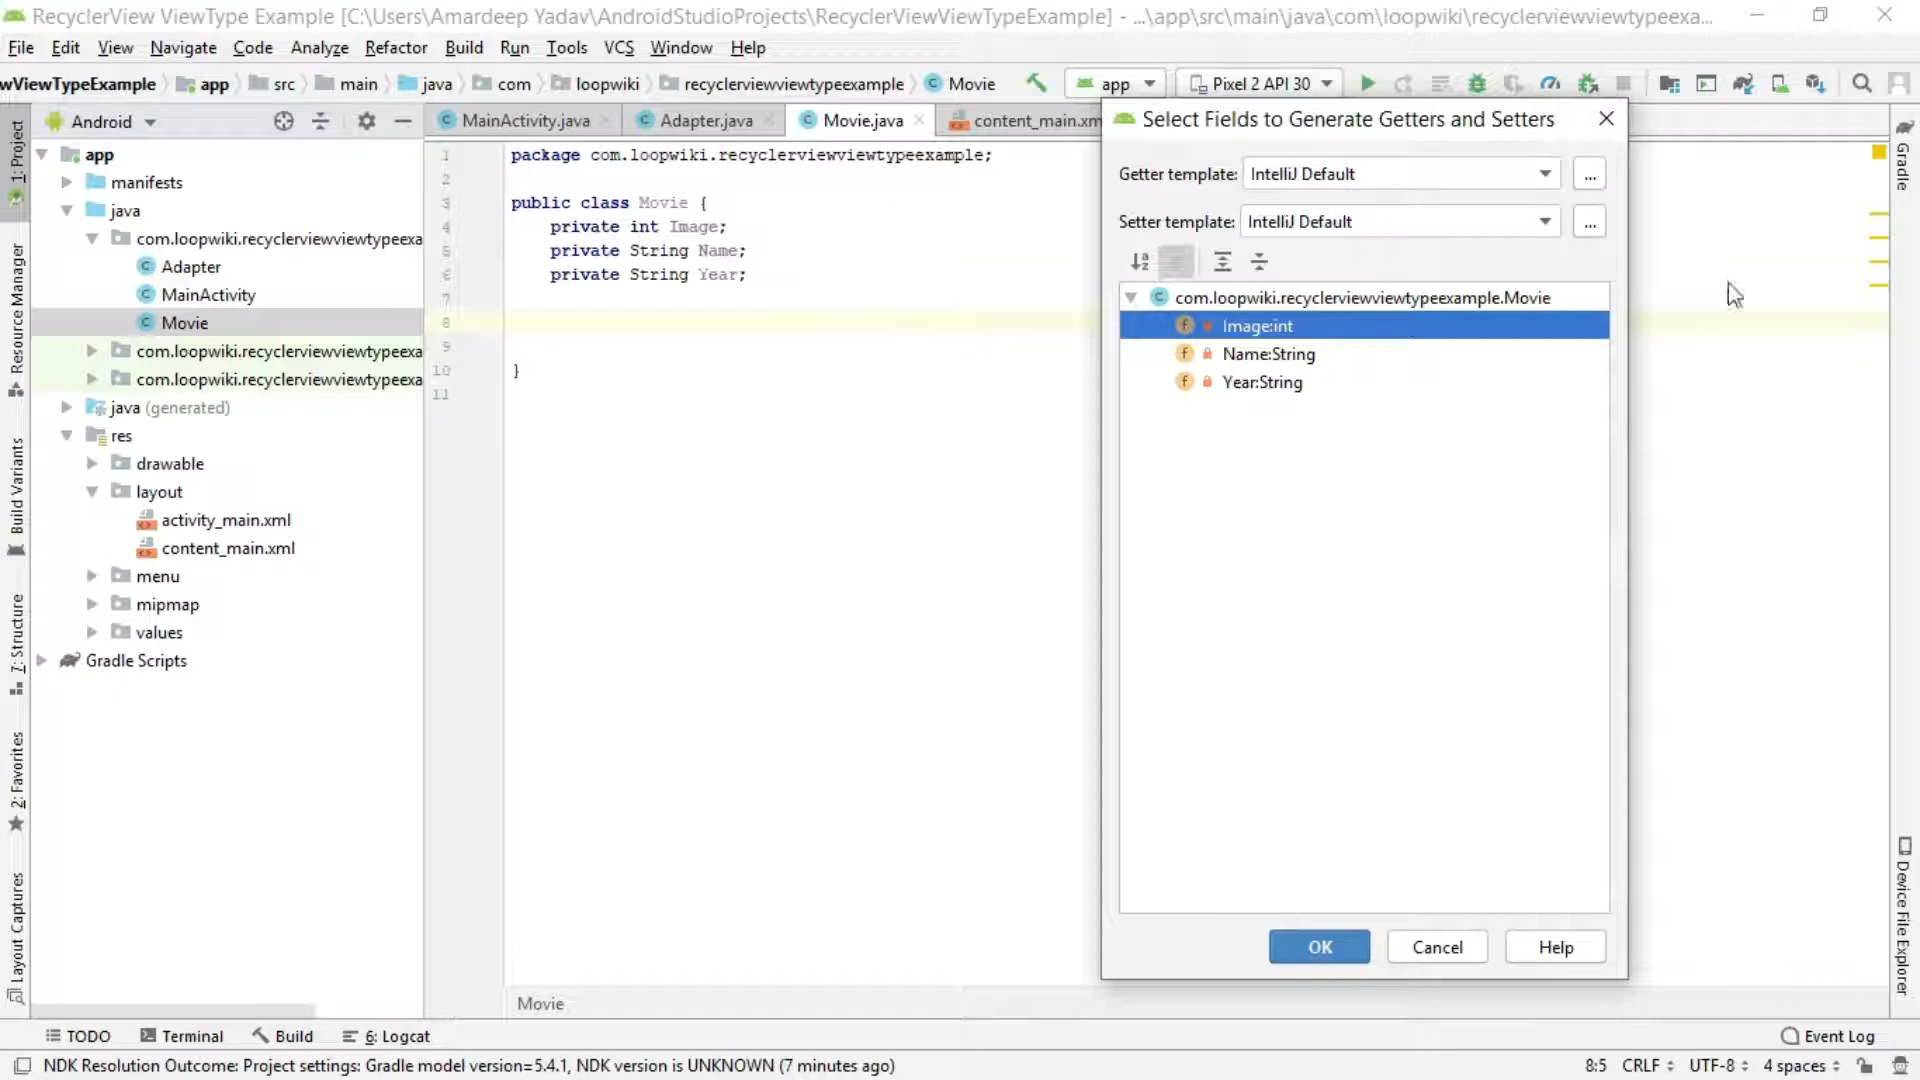 RecyclerView ViewType Example [C:\Users\Amardeep Yadav\AndroidStudioProjects\RecyclerViewViewTypeExample] - ...\app\src\main\java\com\loopwiki\recyclerviewviewtypeexa...
File Edit View Navigate Code Analyze Refactor Build Run Tools VCS Window Help
wViewTypeExample app src main java com loopwiki recyclerviewviewtypeexample Movie app Pixel 2 API 30
Android
MainActivity.java Adapter.java Movie.java content_main.xm
1: Project
Resource Manager
Build Variants
7: Structure
2: Favorites
Layout Captures
app
manifests
java
com.loopwiki.recyclerviewviewtypeexa
Adapter
MainActivity
Movie
com.loopwiki.recyclerviewviewtypeexa
com.loopwiki.recyclerviewviewtypeexa
java (generated)
res
drawable
layout
activity_main.xml
content_main.xml
menu
mipmap
values
Gradle Scripts
1 package com.loopwiki.recyclerviewviewtypeexample;
2
3 public class Movie {
4 private int Image;
5 private String Name;
6 private String Year;
7
8
9
10 }
11
Movie
Select Fields to Generate Getters and Setters
Getter template: IntelliJ Default ...
Setter template: IntelliJ Default ...
com.loopwiki.recyclerviewviewtypeexample.Movie
f Image:int
f Name:String
f Year:String
OK Cancel Help
Gradle
Device File Explorer
TODO Terminal Build 6: Logcat Event Log
NDK Resolution Outcome: Project settings: Gradle model version=5.4.1, NDK version is UNKNOWN (7 minutes ago) 8:5 CRLF UTF-8 4 spaces